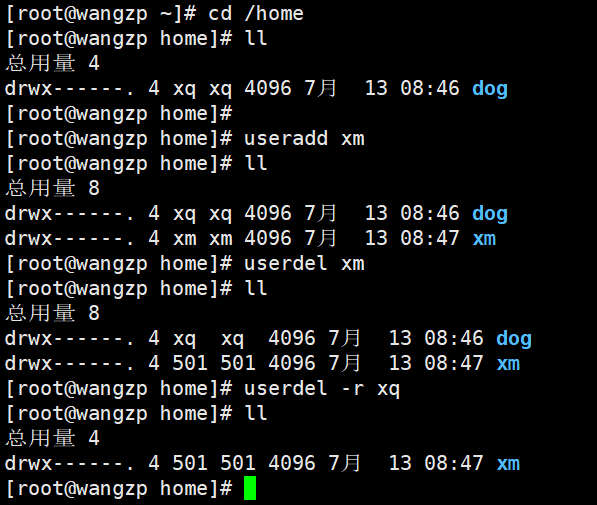 [root@wangzp ~]# cd /home
[root@wangzp home]# ll
总用量 4
drwx------. 4 xq xq 4096 7月  13 08:46 dog
[root@wangzp home]#
[root@wangzp home]# useradd xm
[root@wangzp home]# ll
总用量 8
drwx------. 4 xq xq 4096 7月  13 08:46 dog
drwx------. 4 xm xm 4096 7月  13 08:47 xm
[root@wangzp home]# userdel xm
[root@wangzp home]# ll
总用量 8
drwx------. 4 xq  xq  4096 7月  13 08:46 dog
drwx------. 4 501 501 4096 7月  13 08:47 xm
[root@wangzp home]# userdel -r xq
[root@wangzp home]# ll
总用量 4
drwx------. 4 501 501 4096 7月  13 08:47 xm
[root@wangzp home]#